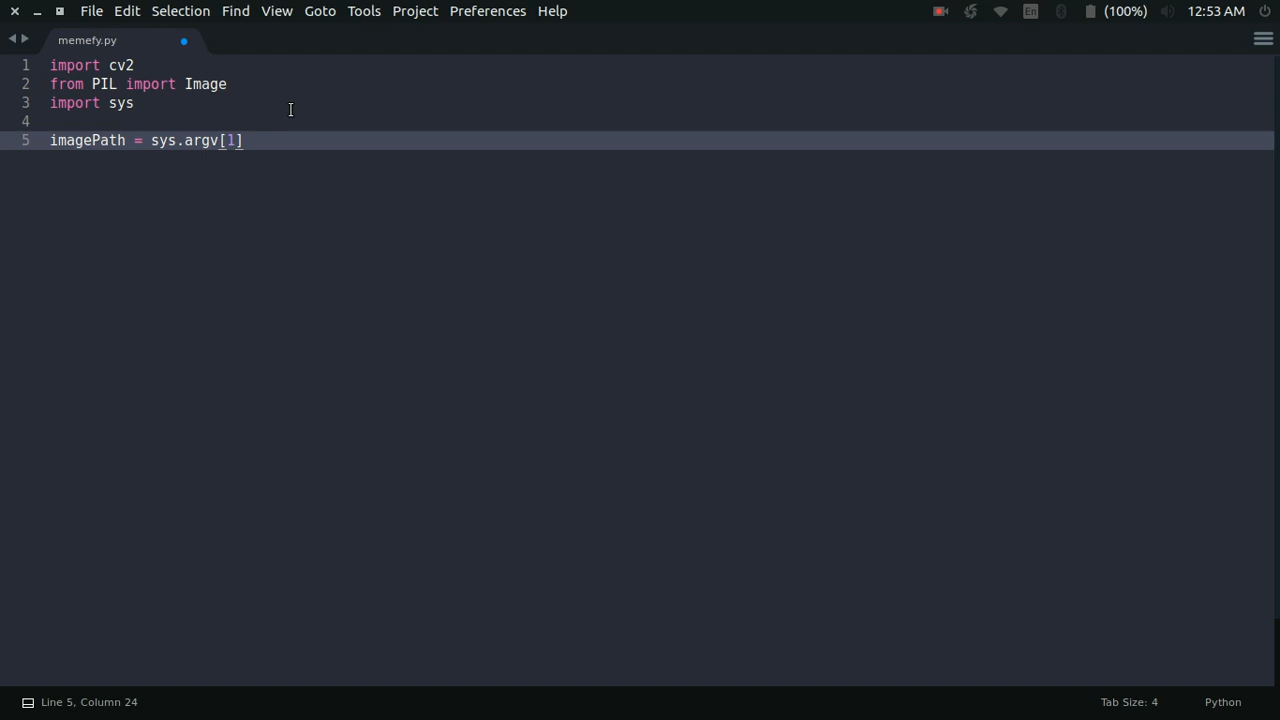 File Edit Selection Find View Goto Tools Project Preferences Help En (100%) 12:53 AM
memefy.py
1 import cv2
2 from PIL import Image
3 import sys
4
5 imagePath = sys.argv[1]
Line 5, Column 24 Tab Size: 4 Python